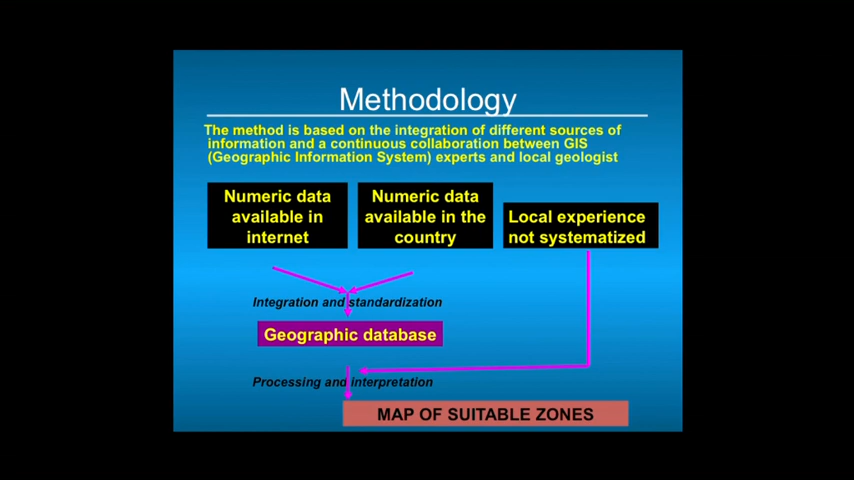 Methodology
The method is based on the integration of different sources of
information and a continuous collaboration between GIS
(Geographic Information System) experts and local geologist
Numeric data
available in
internet
Numeric data
available in the
country
Local experience
not systematized
Integration and standardization
Geographic database
Processing and interpretation
MAP OF SUITABLE ZONES